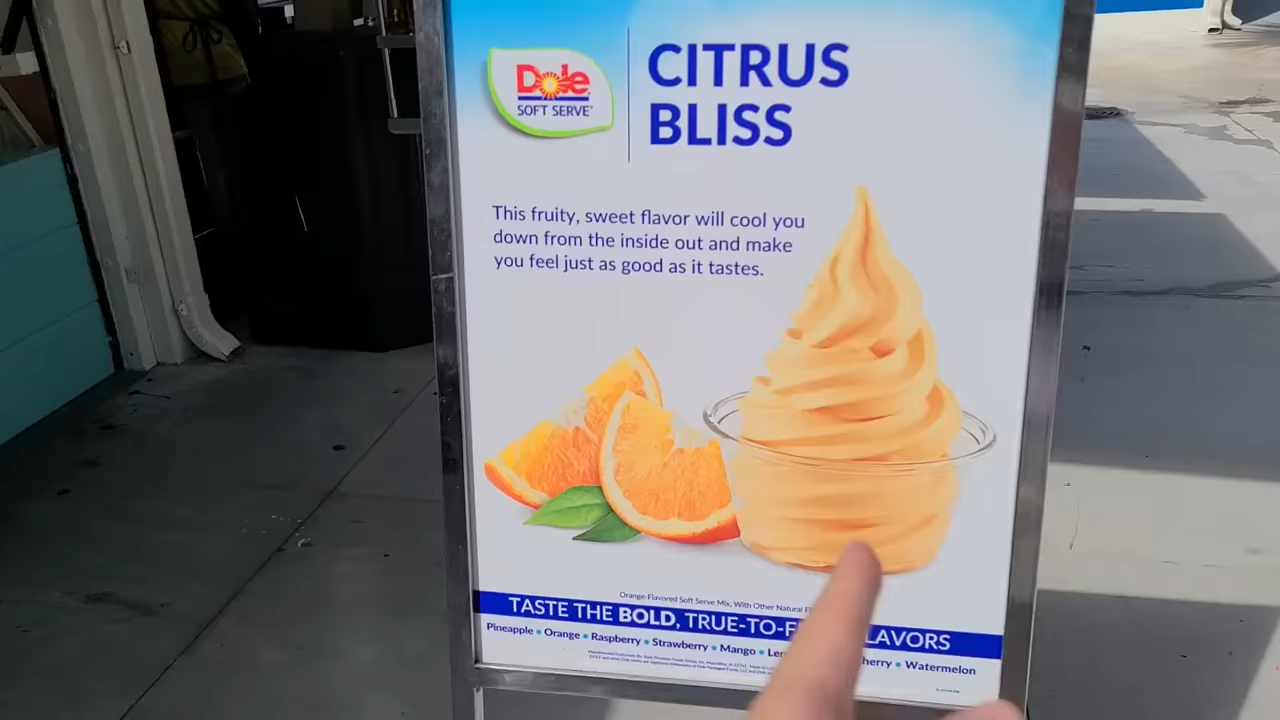 Dole
SOFT SERVE
CITRUS
BLISS
This fruity, sweet flavor will cool you
down from the inside out and make
you feel just as good as it tastes.
Orange-Flavored Soft Serve Mix, With Other Natural
TASTE THE BOLD, TRUE-TO-F LAVORS
Pineapple • Orange • Raspberry • Strawberry • Mango • Le herry • Watermelon